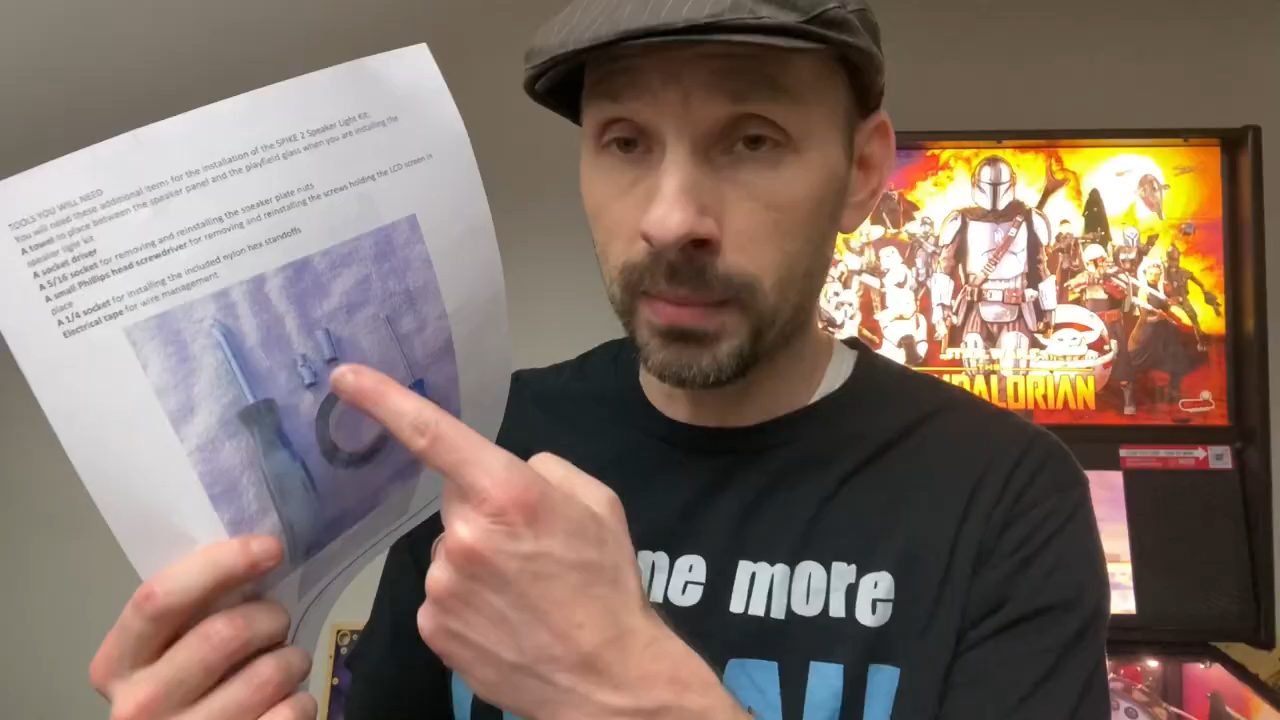 TOOLS YOU WILL NEED
You will need these additional items for the installation of the SPIKE 2 Speaker Light Kit.
A towel to place between the speaker panel and the playfield glass when you are installing the
speaker light kit
A socket driver
A 5/16 socket for removing and reinstalling the speaker plate nuts
A small Phillips head screwdriver for removing and reinstalling the screws holding the LCD screen in
place
A 1/4 socket for installing the included nylon hex standoffs
Electrical tape for wire management
STAR WARS
THE
MANDALORIAN
me more